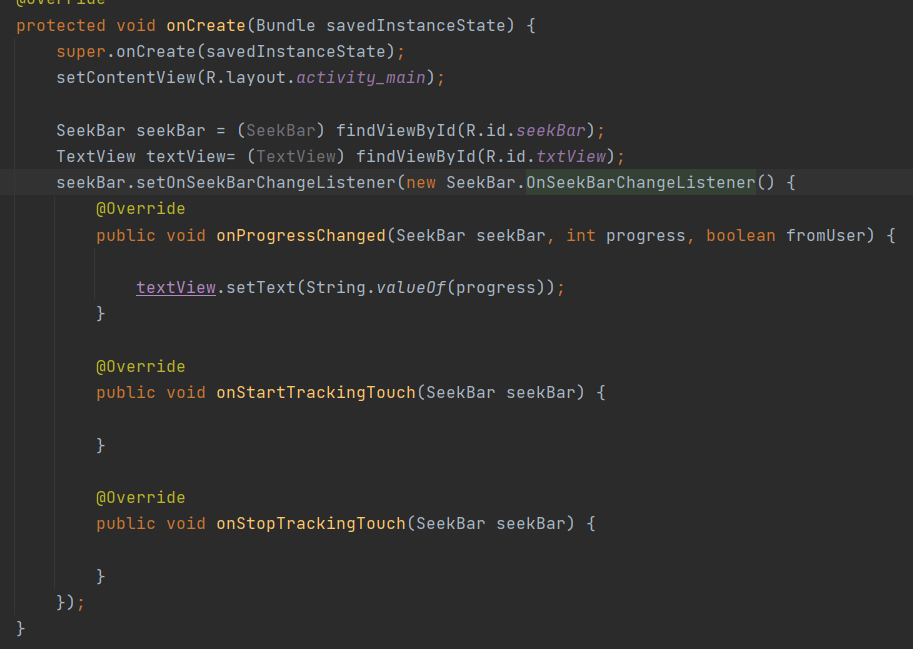 @Override
protected void onCreate(Bundle savedInstanceState) {
super.onCreate(savedInstanceState);
setContentView(R.layout.activity_main);
SeekBar seekBar = (SeekBar) findViewById(R.id.seekBar);
TextView textView= (TextView) findViewById(R.id.txtView);
seekBar.setOnSeekBarChangeListener(new SeekBar.OnSeekBarChangeListener() {
@Override
public void onProgressChanged(SeekBar seekBar, int progress, boolean fromUser) {
textView.setText(String.valueOf(progress));
}
@Override
public void onStartTrackingTouch(SeekBar seekBar) {
}
@Override
public void onStopTrackingTouch(SeekBar seekBar) {
}
});
}